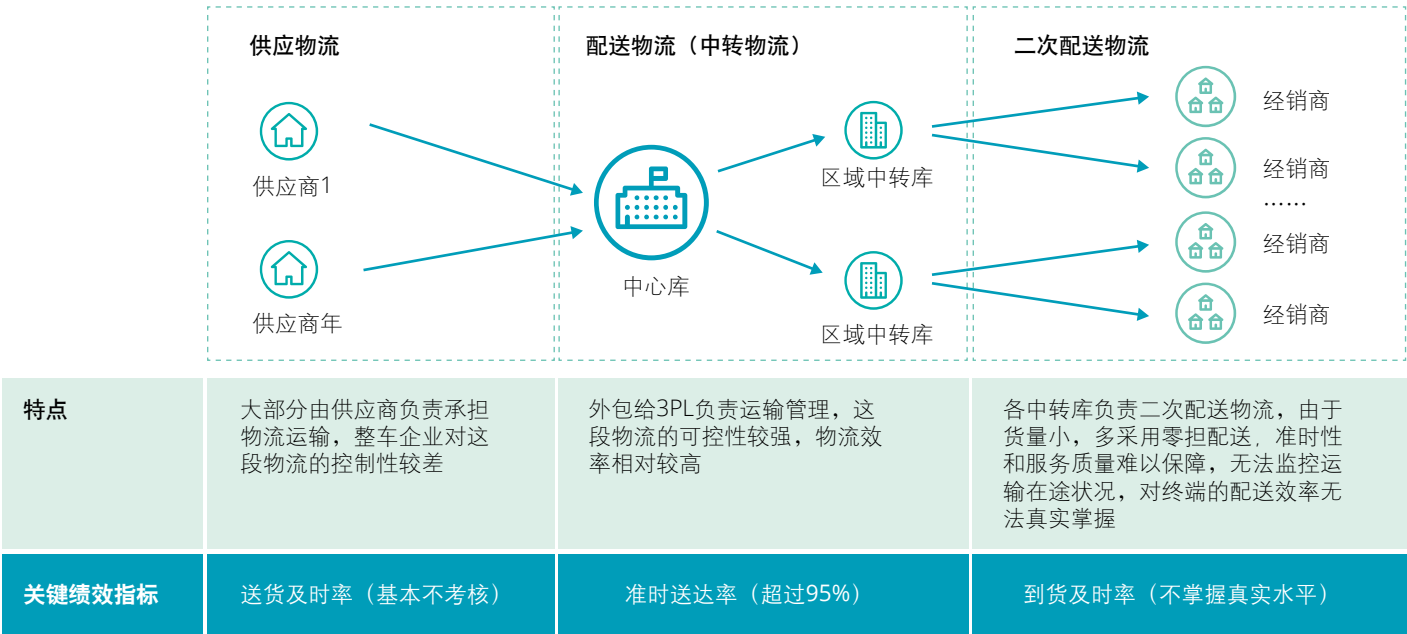 供应物流
配送物流（中转物流）
二次配送物流
供应商1
供应商年
中心库
区域中转库
区域中转库
经销商
经销商
……
经销商
经销商
特点
大部分由供应商负责承担
物流运输，整车企业对这
段物流的控制性较差
外包给3PL负责运输管理，这
段物流的可控性较强，物流效
率相对较高
各中转库负责二次配送物流，由于
货量小，多采用零担配送，准时性
和服务质量难以保障，无法监控运
输在途状况，对终端的配送效率无
法真实掌握
关键绩效指标
送货及时率（基本不考核）
准时送达率（超过95%）
到货及时率（不掌握真实水平）